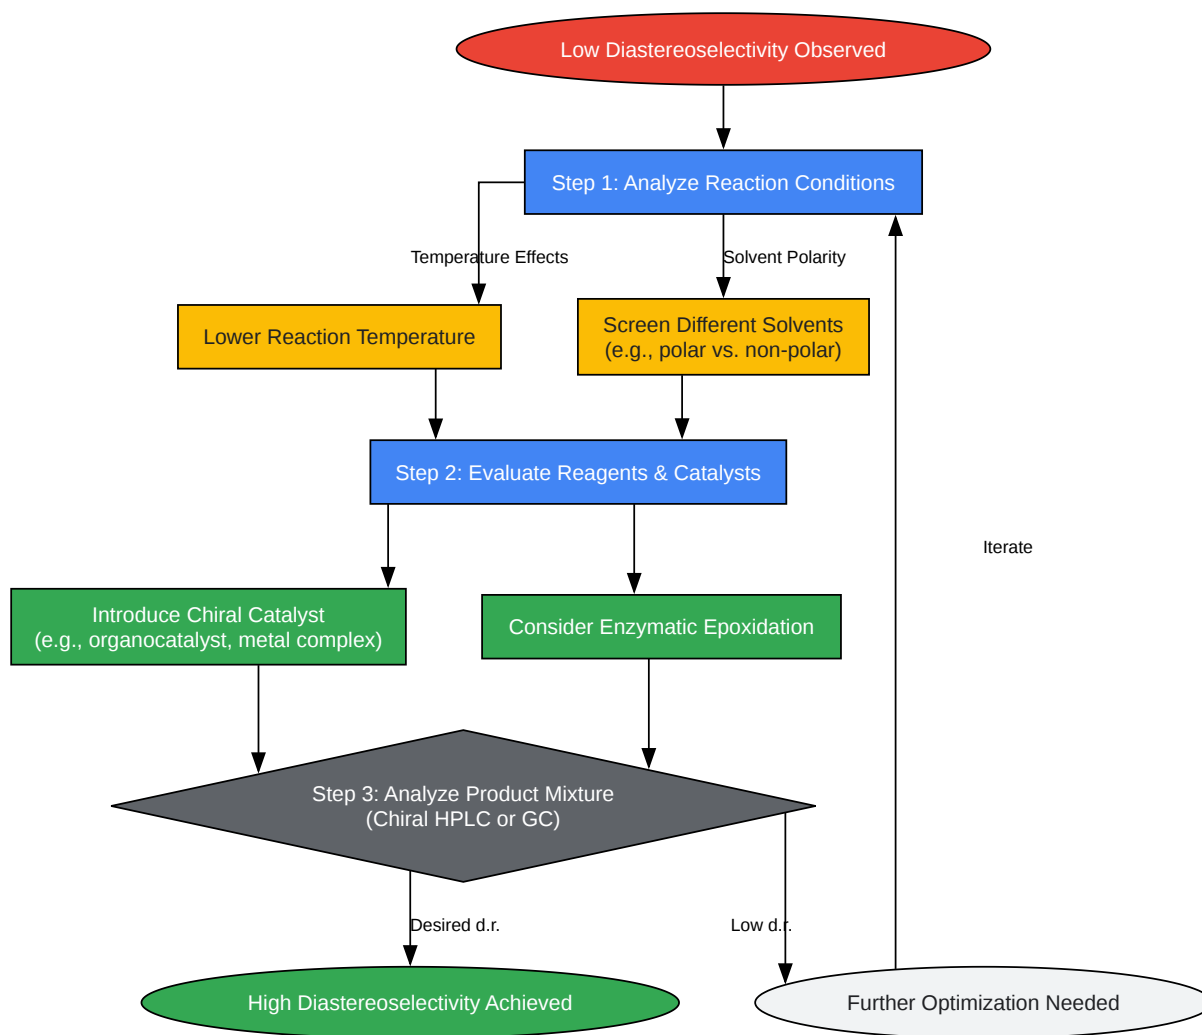 Low Diastereoselectivity Observed
Step 1: Analyze Reaction Conditions
Temperature Effects
Solvent Polarity
Lower Reaction Temperature
Screen Different Solvents
(e.g., polar vs. non-polar)
Step 2: Evaluate Reagents & Catalysts
Iterate
Introduce Chiral Catalyst
(e.g., organocatalyst, metal complex)
Consider Enzymatic Epoxidation
Step 3: Analyze Product Mixture
(Chiral HPLC or GC)
Desired d.r.
Low d.r.
High Diastereoselectivity Achieved
Further Optimization Needed